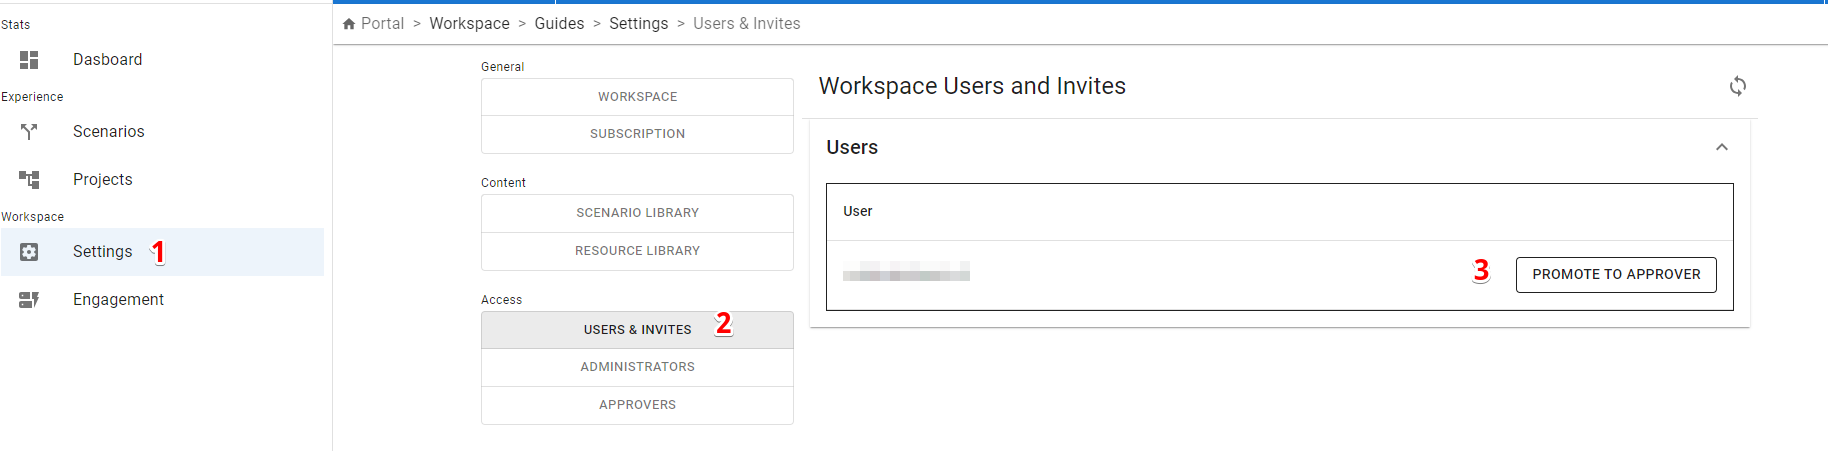 Stats
Dasboard
Experience
Scenarios
Projects
Workspace
Settings 1
Engagement
Portal > Workspace > Guides > Settings > Users & Invites
General
WORKSPACE
SUBSCRIPTION
Content
SCENARIO LIBRARY
RESOURCE LIBRARY
Access
USERS & INVITES 2
ADMINISTRATORS
APPROVERS
Workspace Users and Invites
Users
User
3 PROMOTE TO APPROVER